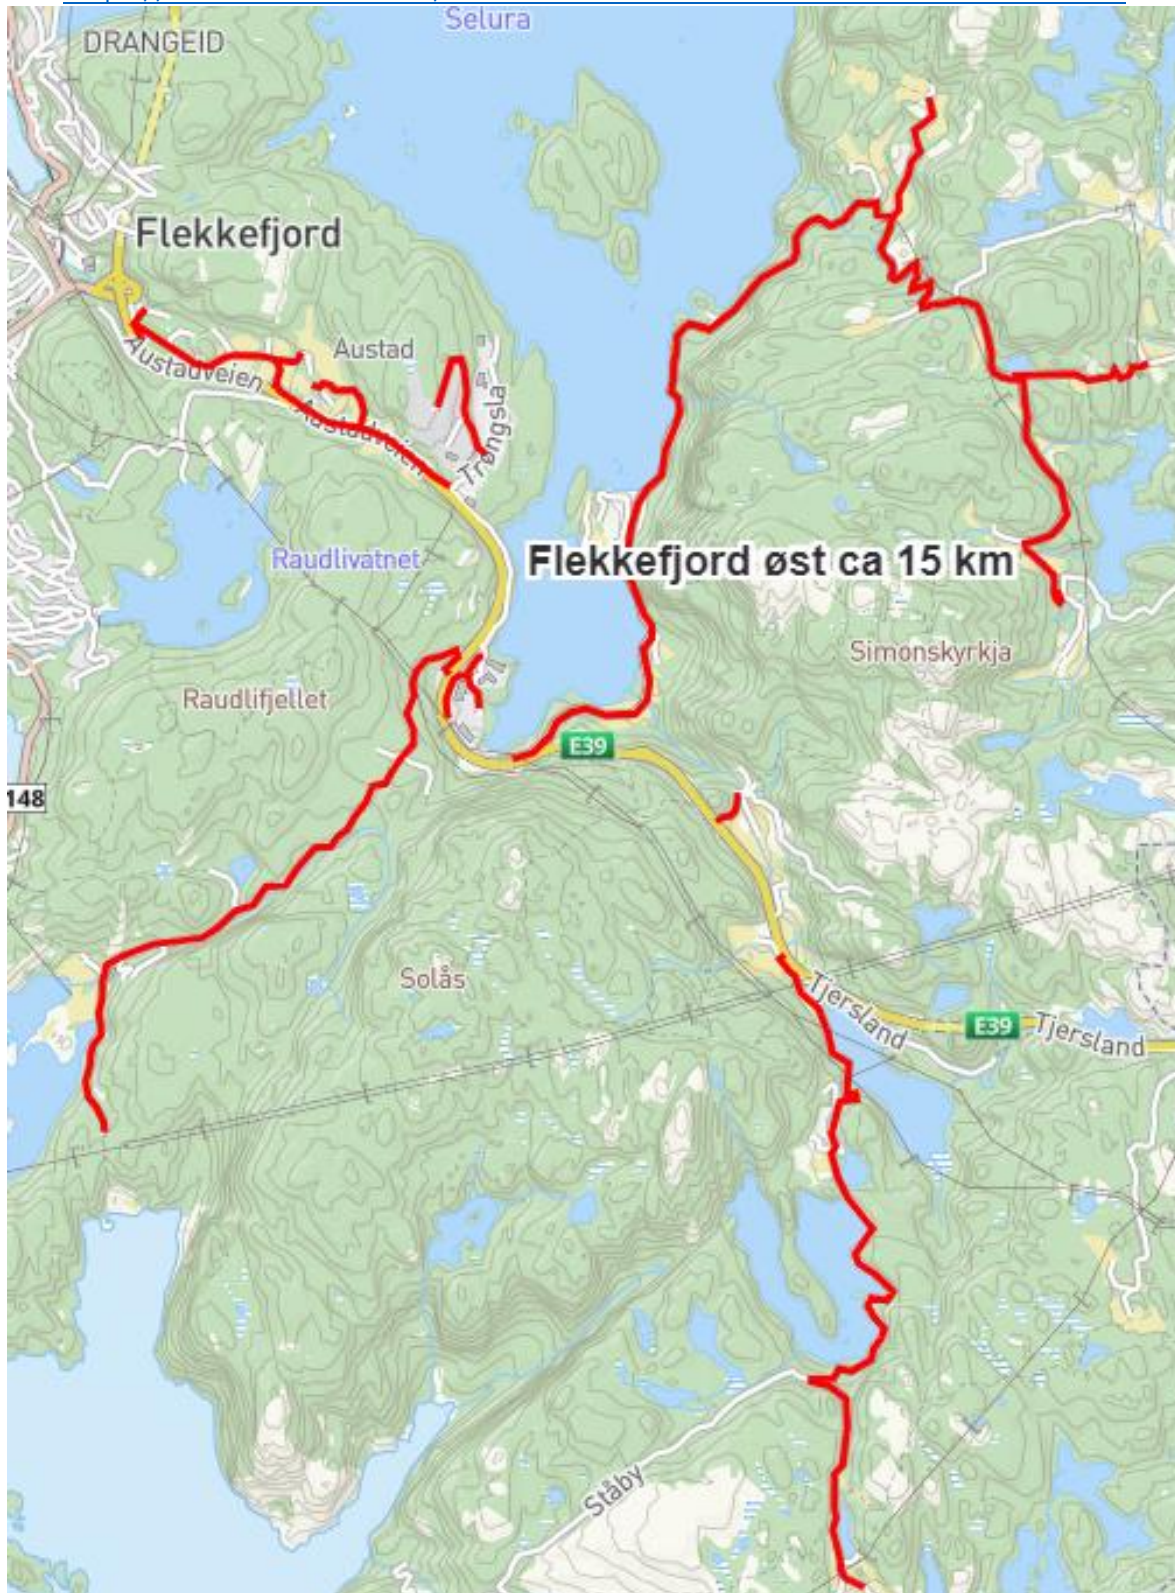 Selura
DRANGEID
Flekkefjord
Austad
Austadveien
Austadveien
Trøngsla
Raudlivatnet
Flekkefjord øst ca 15 km
Simonskyrkja
Raudlifjellet
E39
148
Solås
Tjersland
E39
Tjersland
Ståby